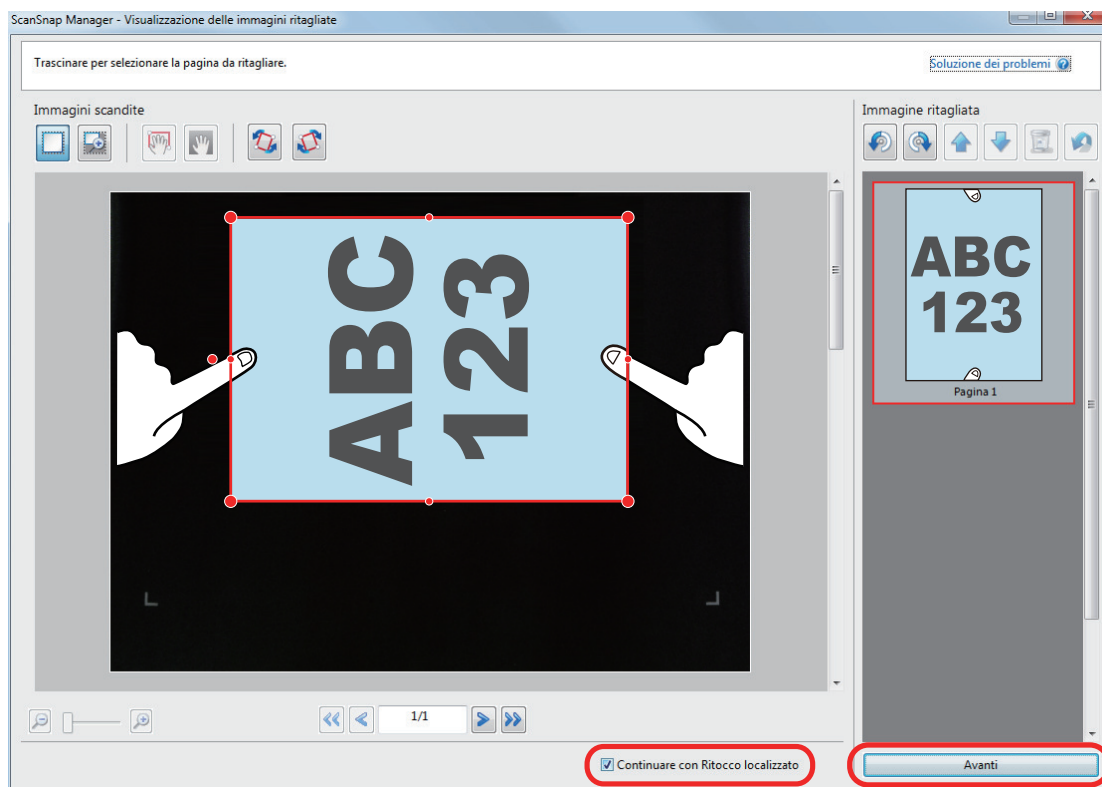 ScanSnap Manager - Visualizzazione delle immagini ritagliate
Trascinare per selezionare la pagina da ritagliare.
Soluzione dei problemi
Immagini scandite
Immagine ritagliata
ABC
123
ABC
123
Pagina 1
1/1
Continuare con Ritocco localizzato
Avanti